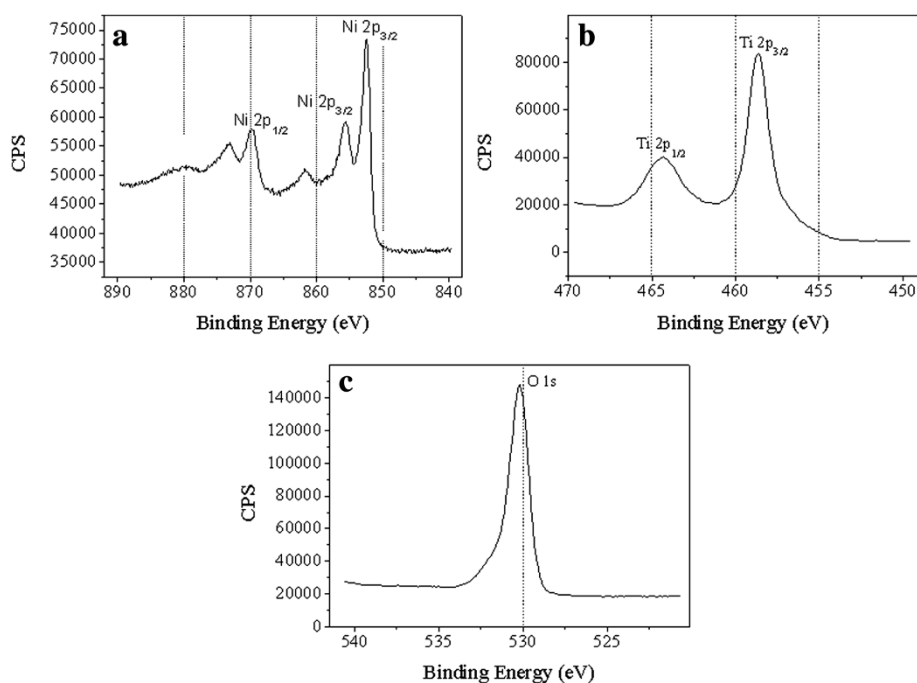 a
Ni 2p3/2
Ni 2p3/2
Ni 2p1/2
75000
70000
65000
60000
55000
50000
45000
40000
35000
CPS
890 880 870 860 850 840
Binding Energy (eV)
b
Ti 2p3/2
Ti 2p1/2
80000
60000
40000
20000
0
CPS
470 465 460 455 450
Binding Energy (eV)
c
O 1s
140000
120000
100000
80000
60000
40000
20000
0
CPS
540 535 530 525
Binding Energy (eV)